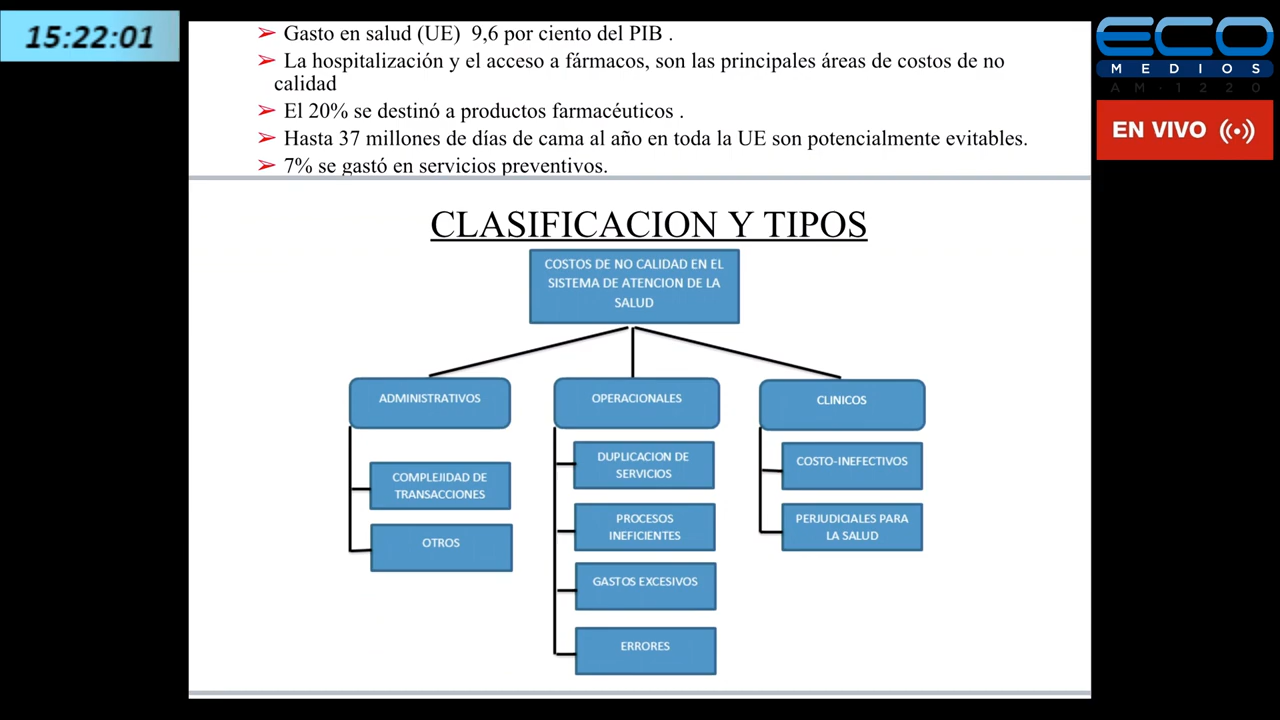 15:22:01
➢ Gasto en salud (UE) 9,6 por ciento del PIB .
➢ La hospitalización y el acceso a fármacos, son las principales áreas de costos de no
calidad
➢ El 20% se destinó a productos farmacéuticos .
➢ Hasta 37 millones de días de cama al año en toda la UE son potencialmente evitables.
➢ 7% se gastó en servicios preventivos.
ECO
MEDIOS
AM·1220
EN VIVO
CLASIFICACION Y TIPOS
COSTOS DE NO CALIDAD EN EL
SISTEMA DE ATENCION DE LA
SALUD
ADMINISTRATIVOS
COMPLEJIDAD DE
TRANSACCIONES
OTROS
OPERACIONALES
DUPLICACION DE
SERVICIOS
PROCESOS
INEFICIENTES
GASTOS EXCESIVOS
ERRORES
CLINICOS
COSTO-INEFECTIVOS
PERJUDICIALES PARA
LA SALUD